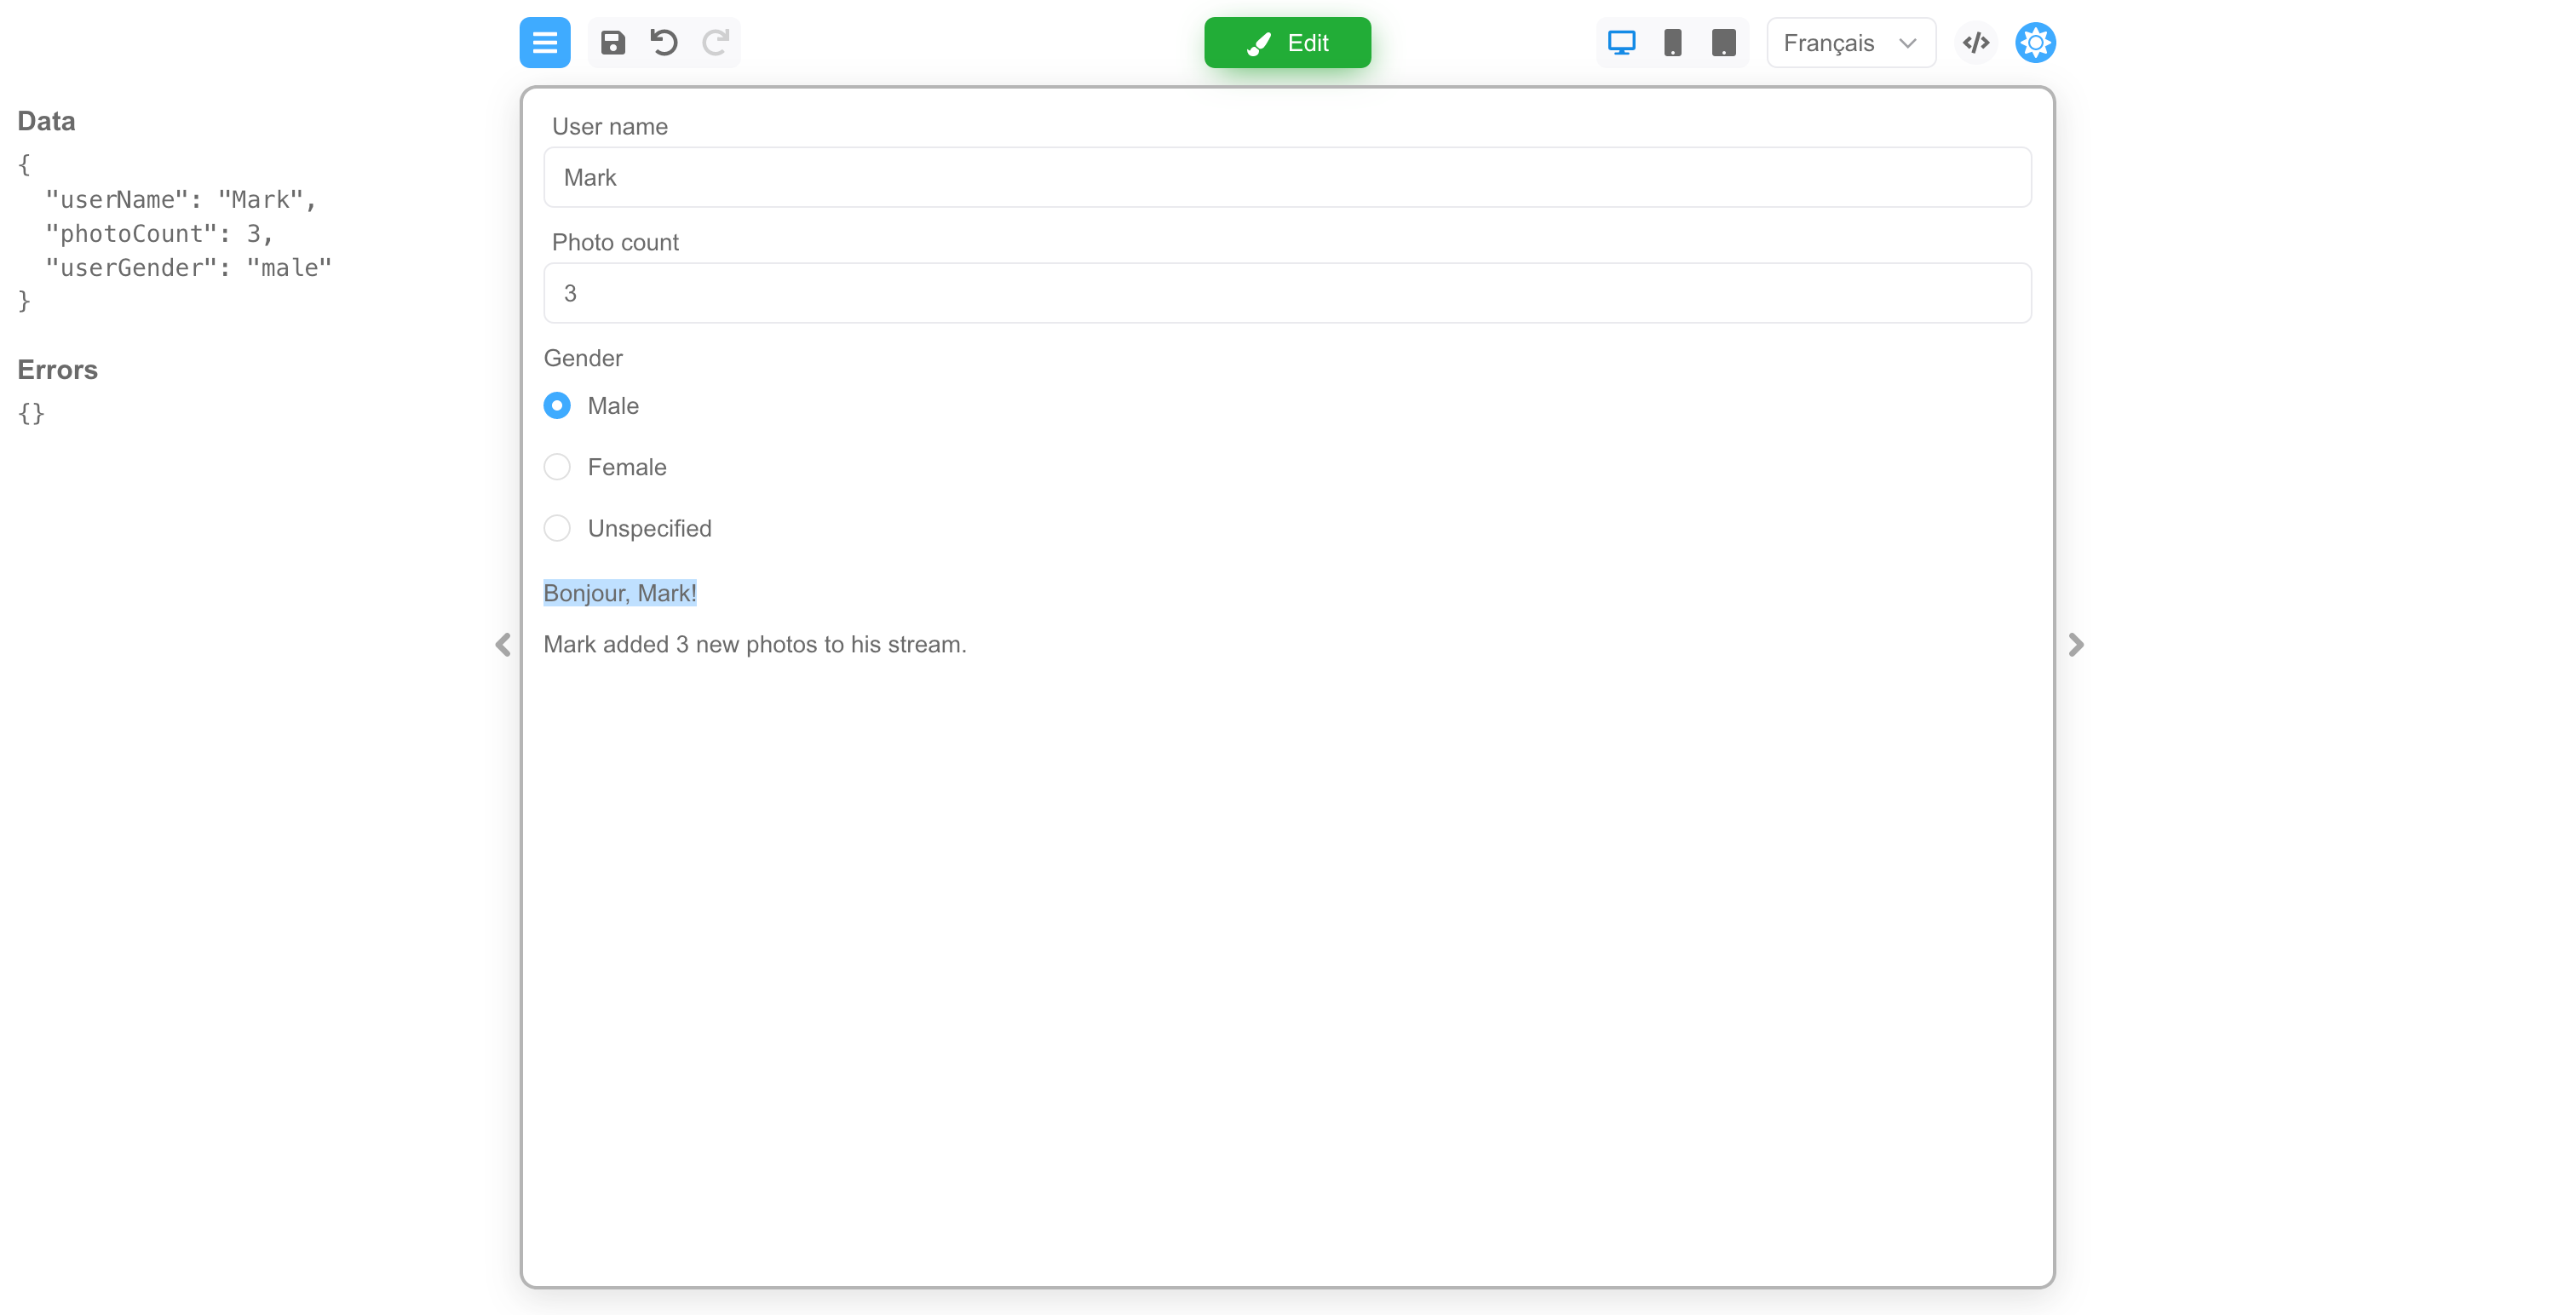 Edit
Français
Data
{
"userName": "Mark",
"photoCount": 3,
"userGender": "male"
}
Errors
{}
User name
Mark
Photo count
3
Gender
Male
Female
Unspecified
Bonjour, Mark!
Mark added 3 new photos to his stream.